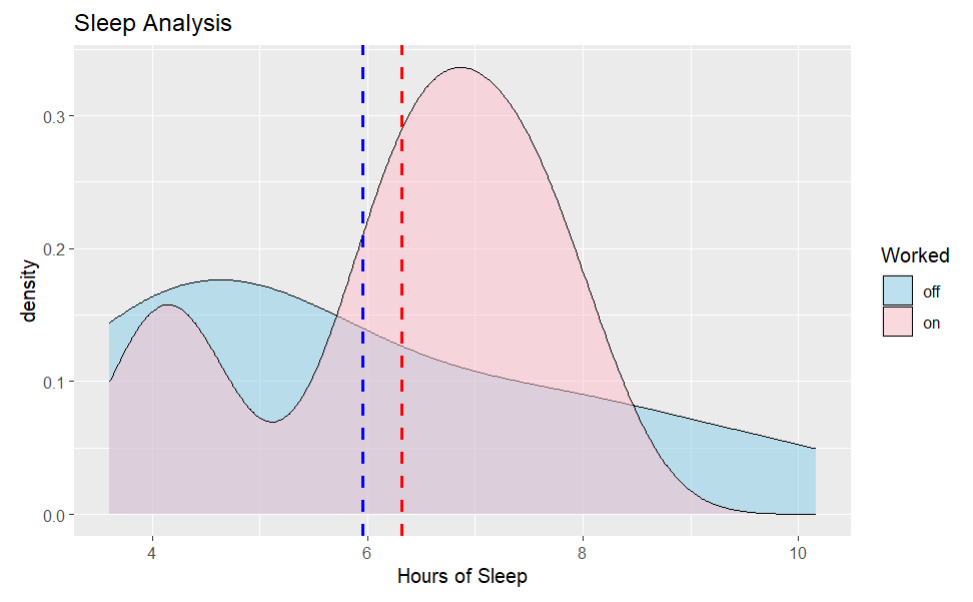 Sleep Analysis
0.3
0.2
0.1
0.0
density
4 6 8 10
Hours of Sleep
Worked
off
on